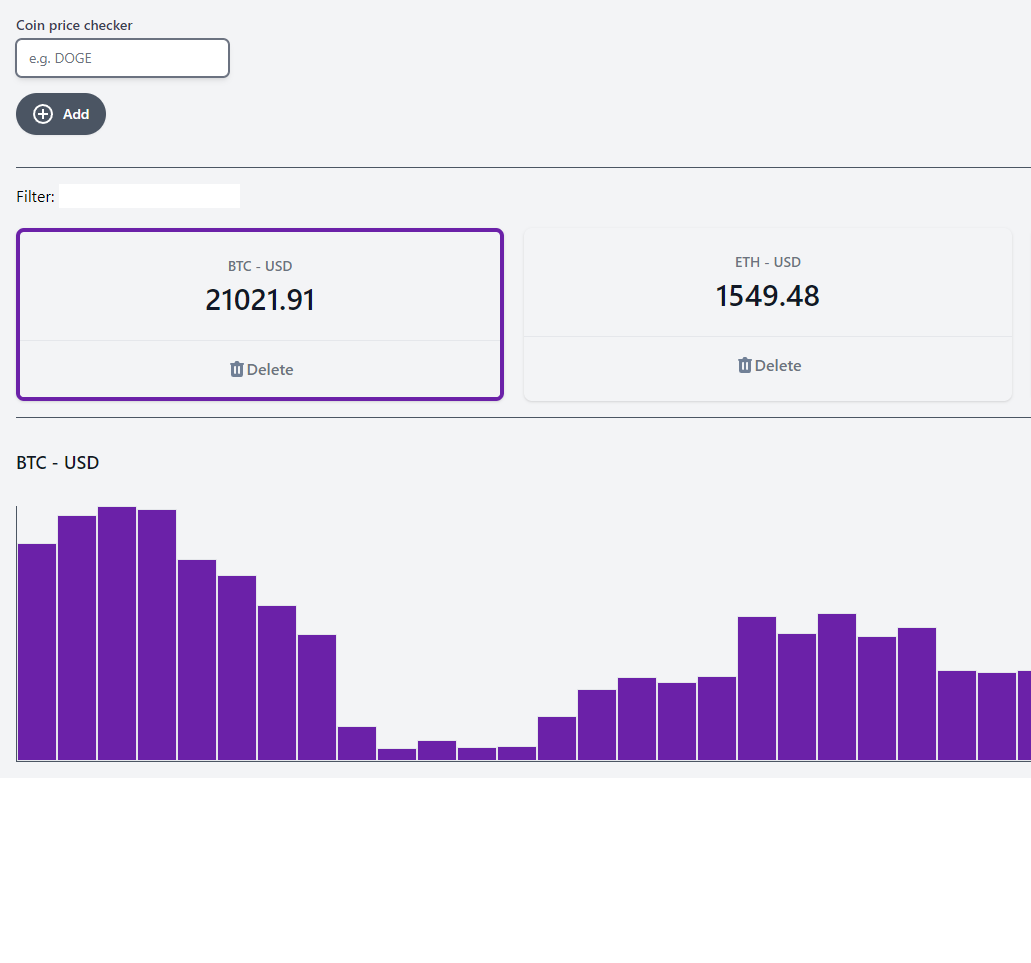 Coin price checker
e.g. DOGE
Add
Filter:
BTC - USD
21021.91
Delete
ETH - USD
1549.48
Delete
BTC - USD